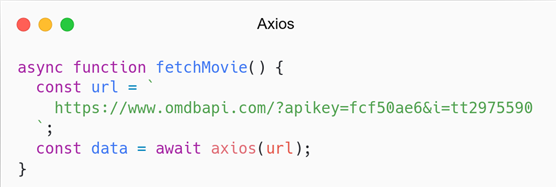 Axios
async function fetchMovie() {
  const url = `
    https://www.omdbapi.com/?apikey=fcf50ae6&i=tt2975590
  `;
  const data = await axios(url);
}